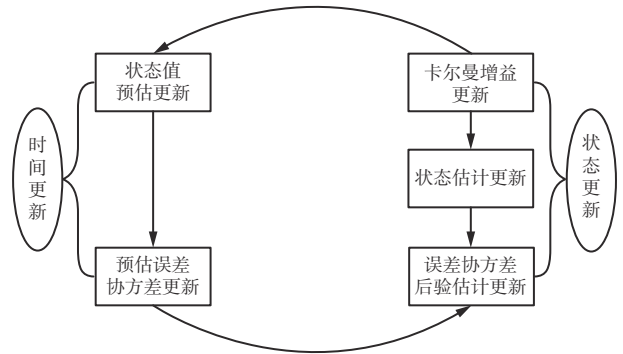 状态值
预估更新
卡尔曼增益
更新
时
间
更
新
状态估计更新
状
态
更
新
预估误差
协方差更新
误差协方差
后验估计更新